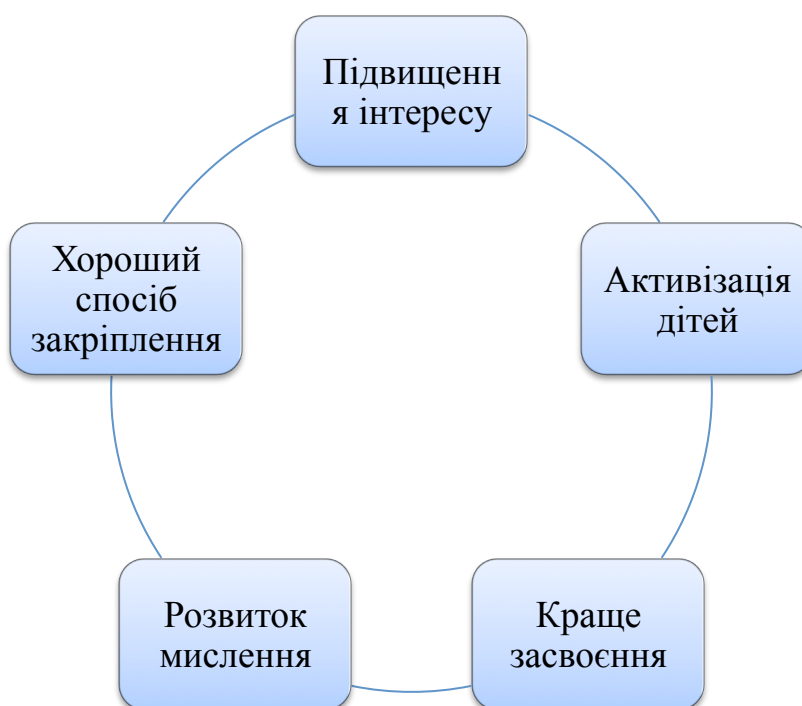 Підвищенн
я інтересу
Активізація
дітей
Краще
засвоєння
Розвиток
мислення
Хороший
спосіб
закріплення